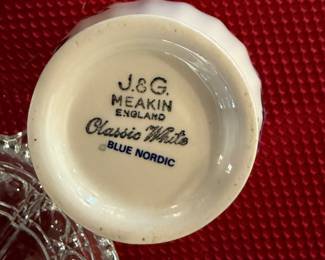 J.&G.
MEAKIN
ENGLAND
Classic White
BLUE NORDIC